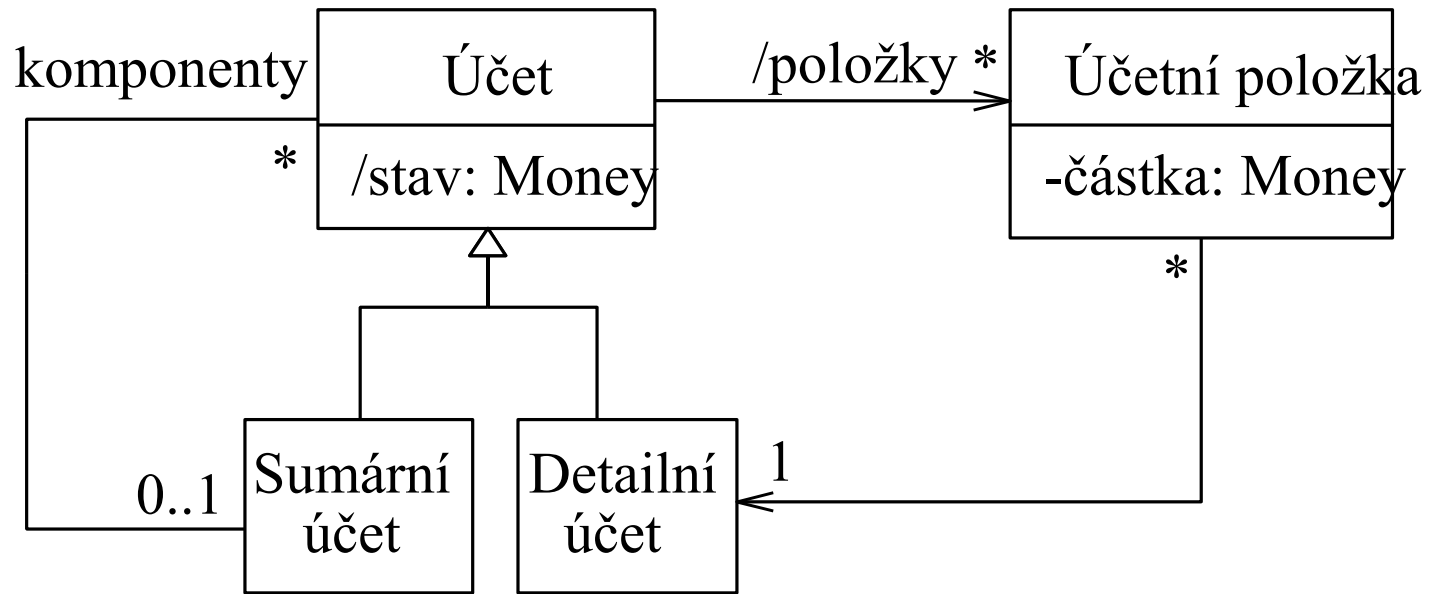 komponenty
Účet
/položky *
Účetní položka
*
/stav: Money
-částka: Money
*
0..1
Sumární
účet
Detailní
účet
1